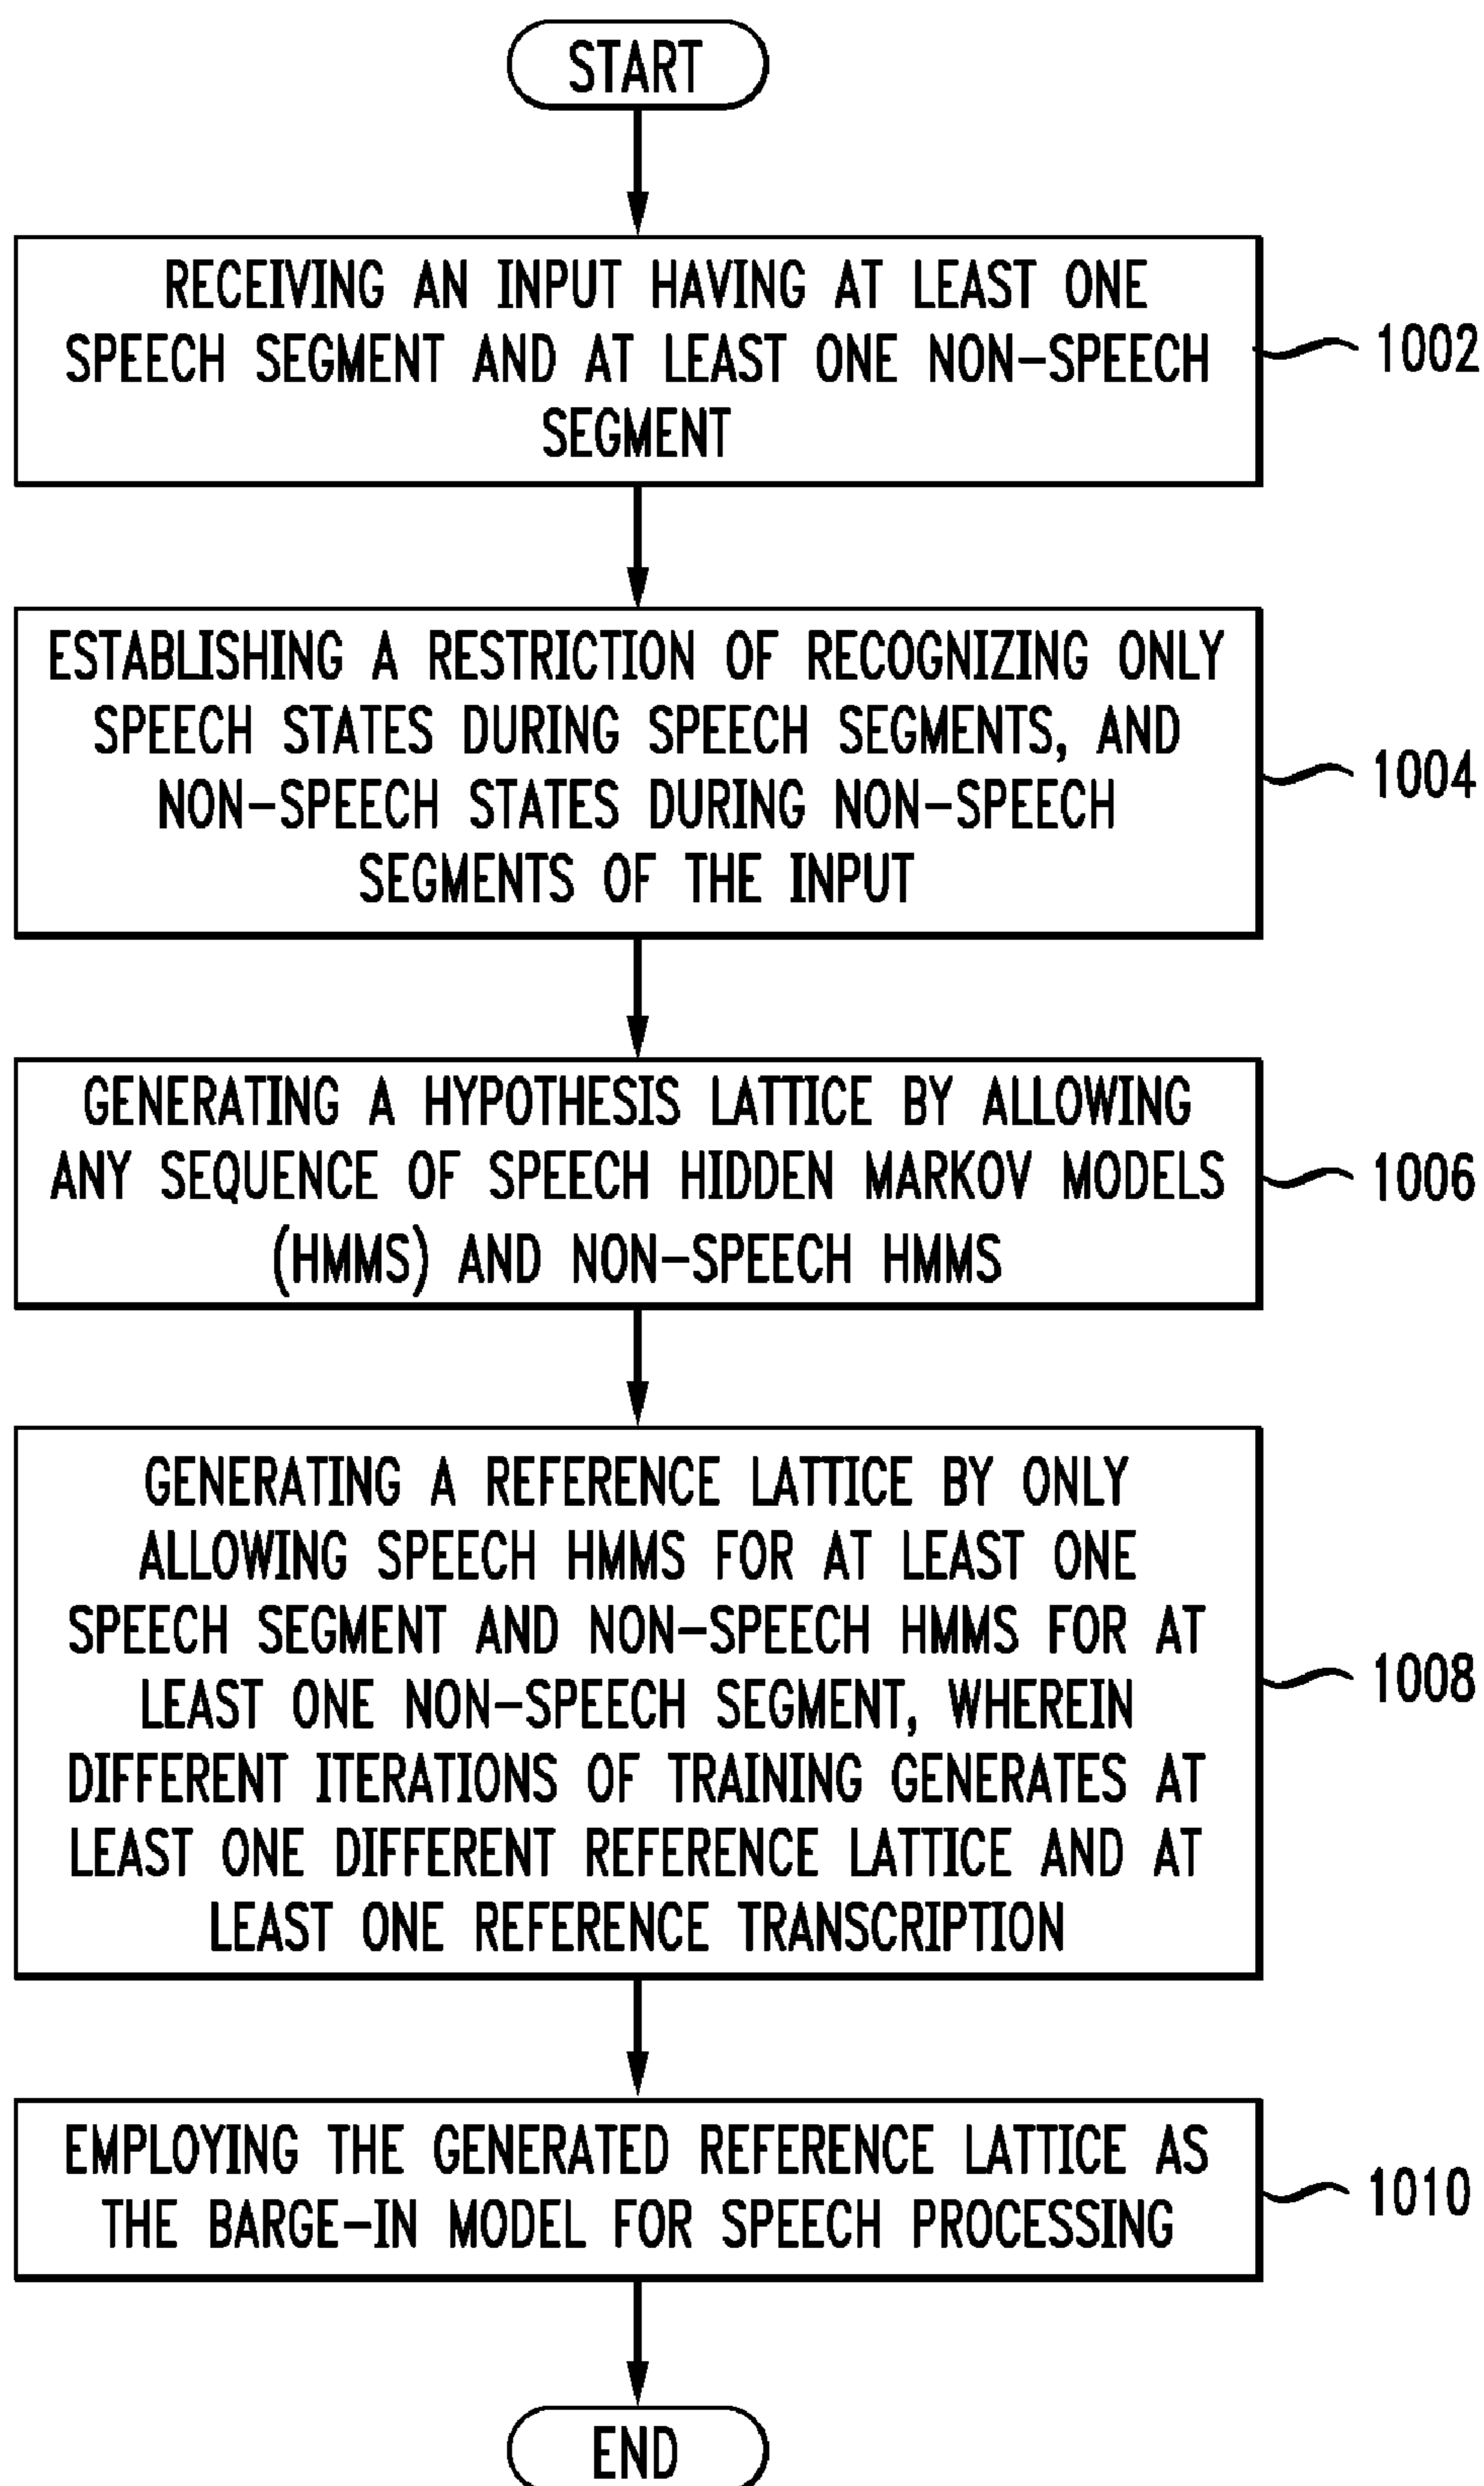 START
RECEIVING AN INPUT HAVING AT LEAST ONE
SPEECH SEGMENT AND AT LEAST ONE NON-SPEECH
SEGMENT
1002
ESTABLISHING A RESTRICTION OF RECOGNIZING ONLY
SPEECH STATES DURING SPEECH SEGMENTS, AND
NON-SPEECH STATES DURING NON-SPEECH
SEGMENTS OF THE INPUT
1004
GENERATING A HYPOTHESIS LATTICE BY ALLOWING
ANY SEQUENCE OF SPEECH HIDDEN MARKOV MODELS
(HMMS) AND NON-SPEECH HMMS
1006
GENERATING A REFERENCE LATTICE BY ONLY
ALLOWING SPEECH HMMS FOR AT LEAST ONE
SPEECH SEGMENT AND NON-SPEECH HMMS FOR AT
LEAST ONE NON-SPEECH SEGMENT, WHEREIN
DIFFERENT ITERATIONS OF TRAINING GENERATES AT
LEAST ONE DIFFERENT REFERENCE LATTICE AND AT
LEAST ONE REFERENCE TRANSCRIPTION
1008
EMPLOYING THE GENERATED REFERENCE LATTICE AS
THE BARGE-IN MODEL FOR SPEECH PROCESSING
1010
END